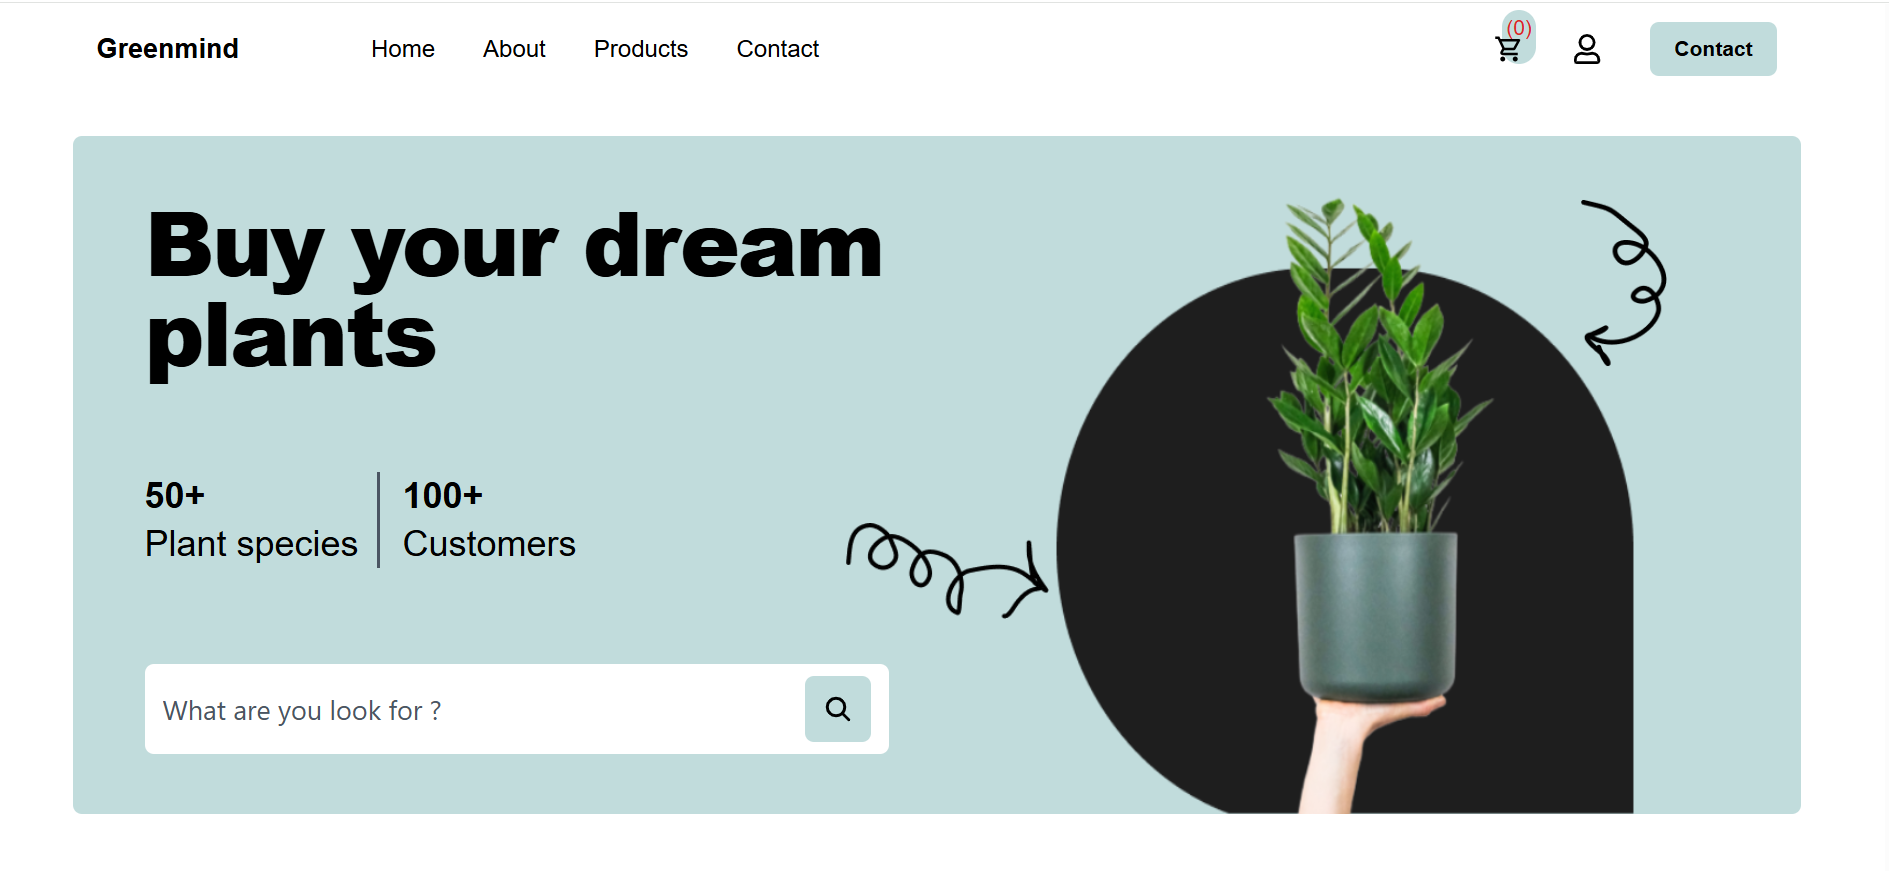 Greenmind
Home
About
Products
Contact
(0)
Contact
Buy your dream
plants
50+
Plant species
100+
Customers
What are you look for ?